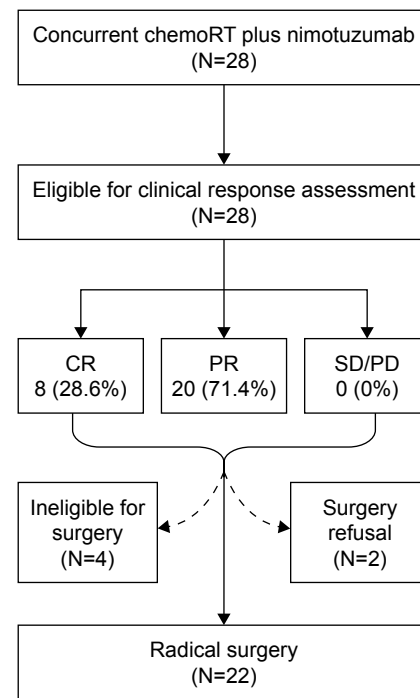 Concurrent chemoRT plus nimotuzumab
(N=28)
Eligible for clinical response assessment
(N=28)
CR
8 (28.6%)
PR
20 (71.4%)
SD/PD
0 (0%)
Ineligible for
surgery
(N=4)
Surgery
refusal
(N=2)
Radical surgery
(N=22)